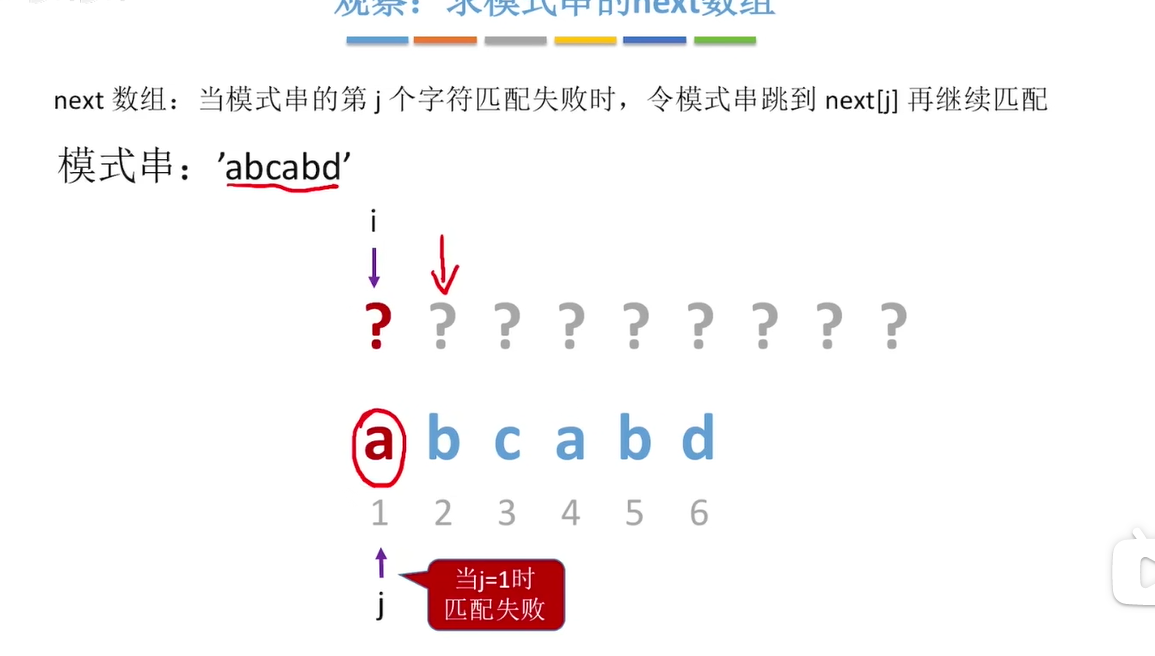 观察：求模式串的next数组
next 数组：当模式串的第 j 个字符匹配失败时，令模式串跳到 next[j] 再继续匹配
模式串：’abcabd’
i
? ? ? ? ? ? ? ? ?
a b c a b d
1 2 3 4 5 6
当j=1时
匹配失败
j